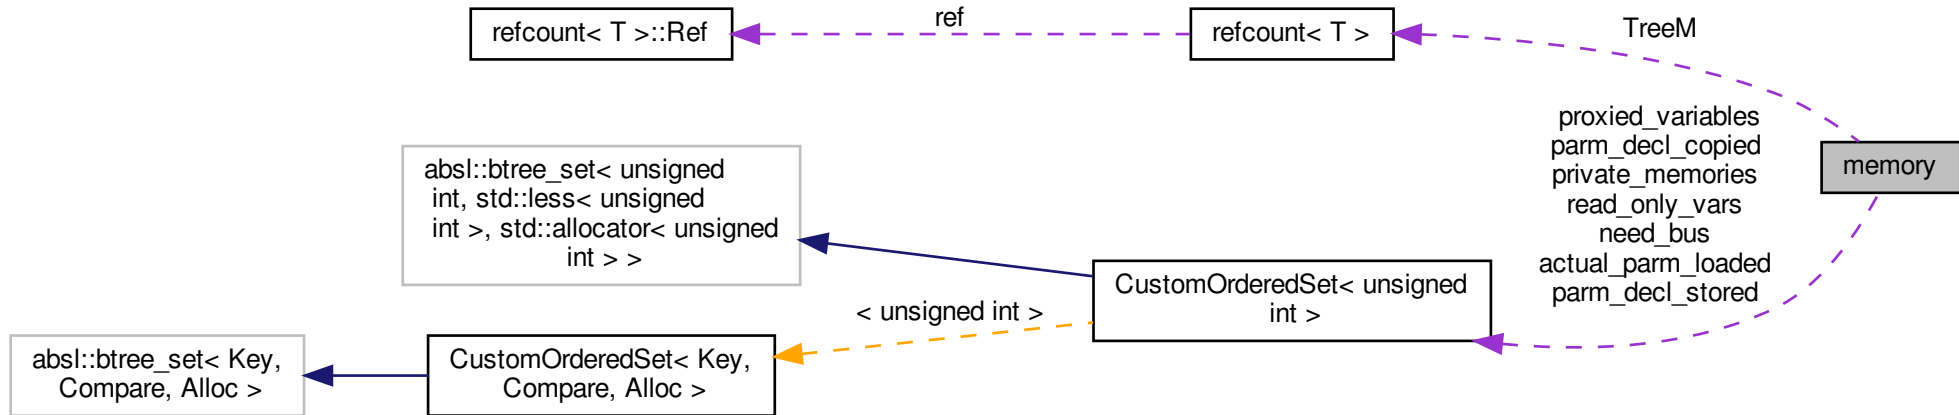 refcount< T >::Ref
ref
refcount< T >
TreeM
proxied_variables
parm_decl_copied
private_memories
read_only_vars
need_bus
actual_parm_loaded
parm_decl_stored
memory
absl::btree_set< unsigned
int, std::less< unsigned
int >, std::allocator< unsigned
int > >
CustomOrderedSet< unsigned
int >
< unsigned int >
absl::btree_set< Key,
Compare, Alloc >
CustomOrderedSet< Key,
Compare, Alloc >